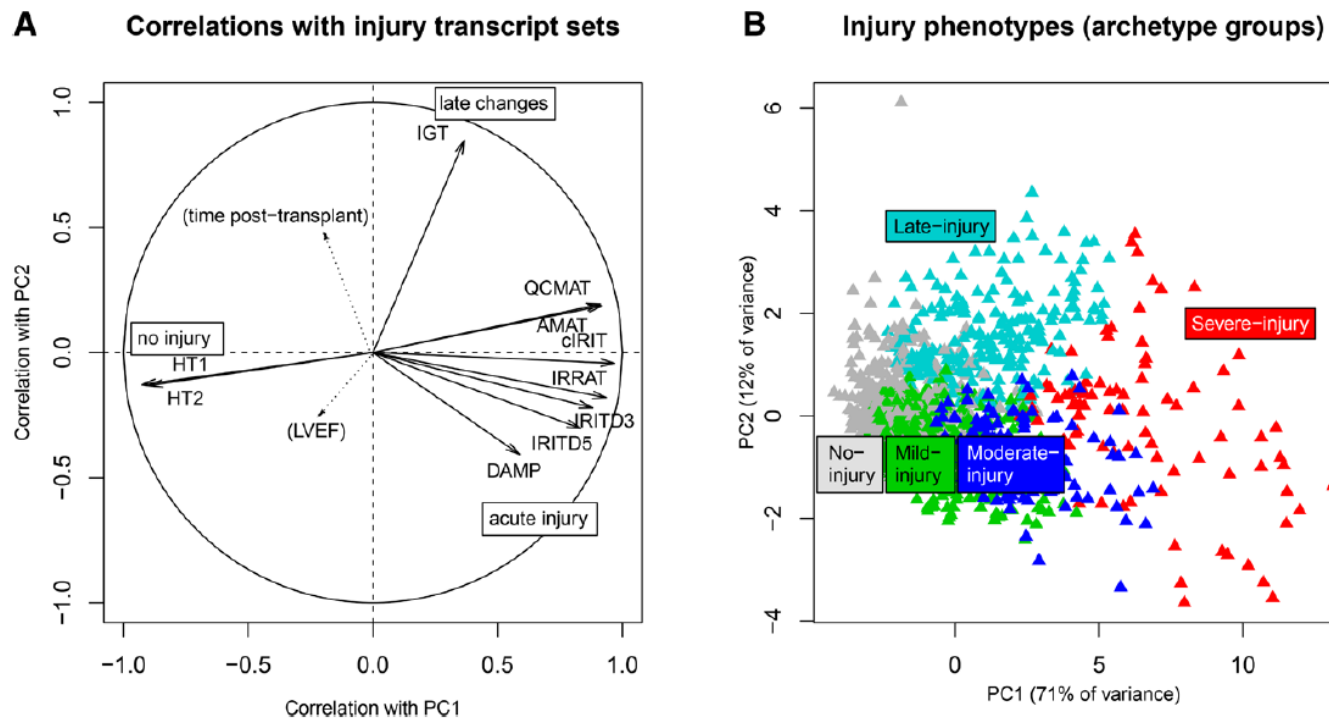 A Correlations with injury transcript sets
Correlation with PC2
1.0
0.5
0.0
−0.5
−1.0
late changes
IGT
(time post−transplant)
QCMAT
no injury
AMAT
cIRIT
HT1
IRRAT
HT2
IRITD3
(LVEF)
IRITD5
DAMP
acute injury
−1.0 −0.5 0.0 0.5 1.0
Correlation with PC1
B Injury phenotypes (archetype groups)
PC2 (12% of variance)
6
4
2
0
−2
−4
Late−injury
Severe−injury
No−
injury
Mild−
injury
Moderate−
injury
0 5 10
PC1 (71% of variance)